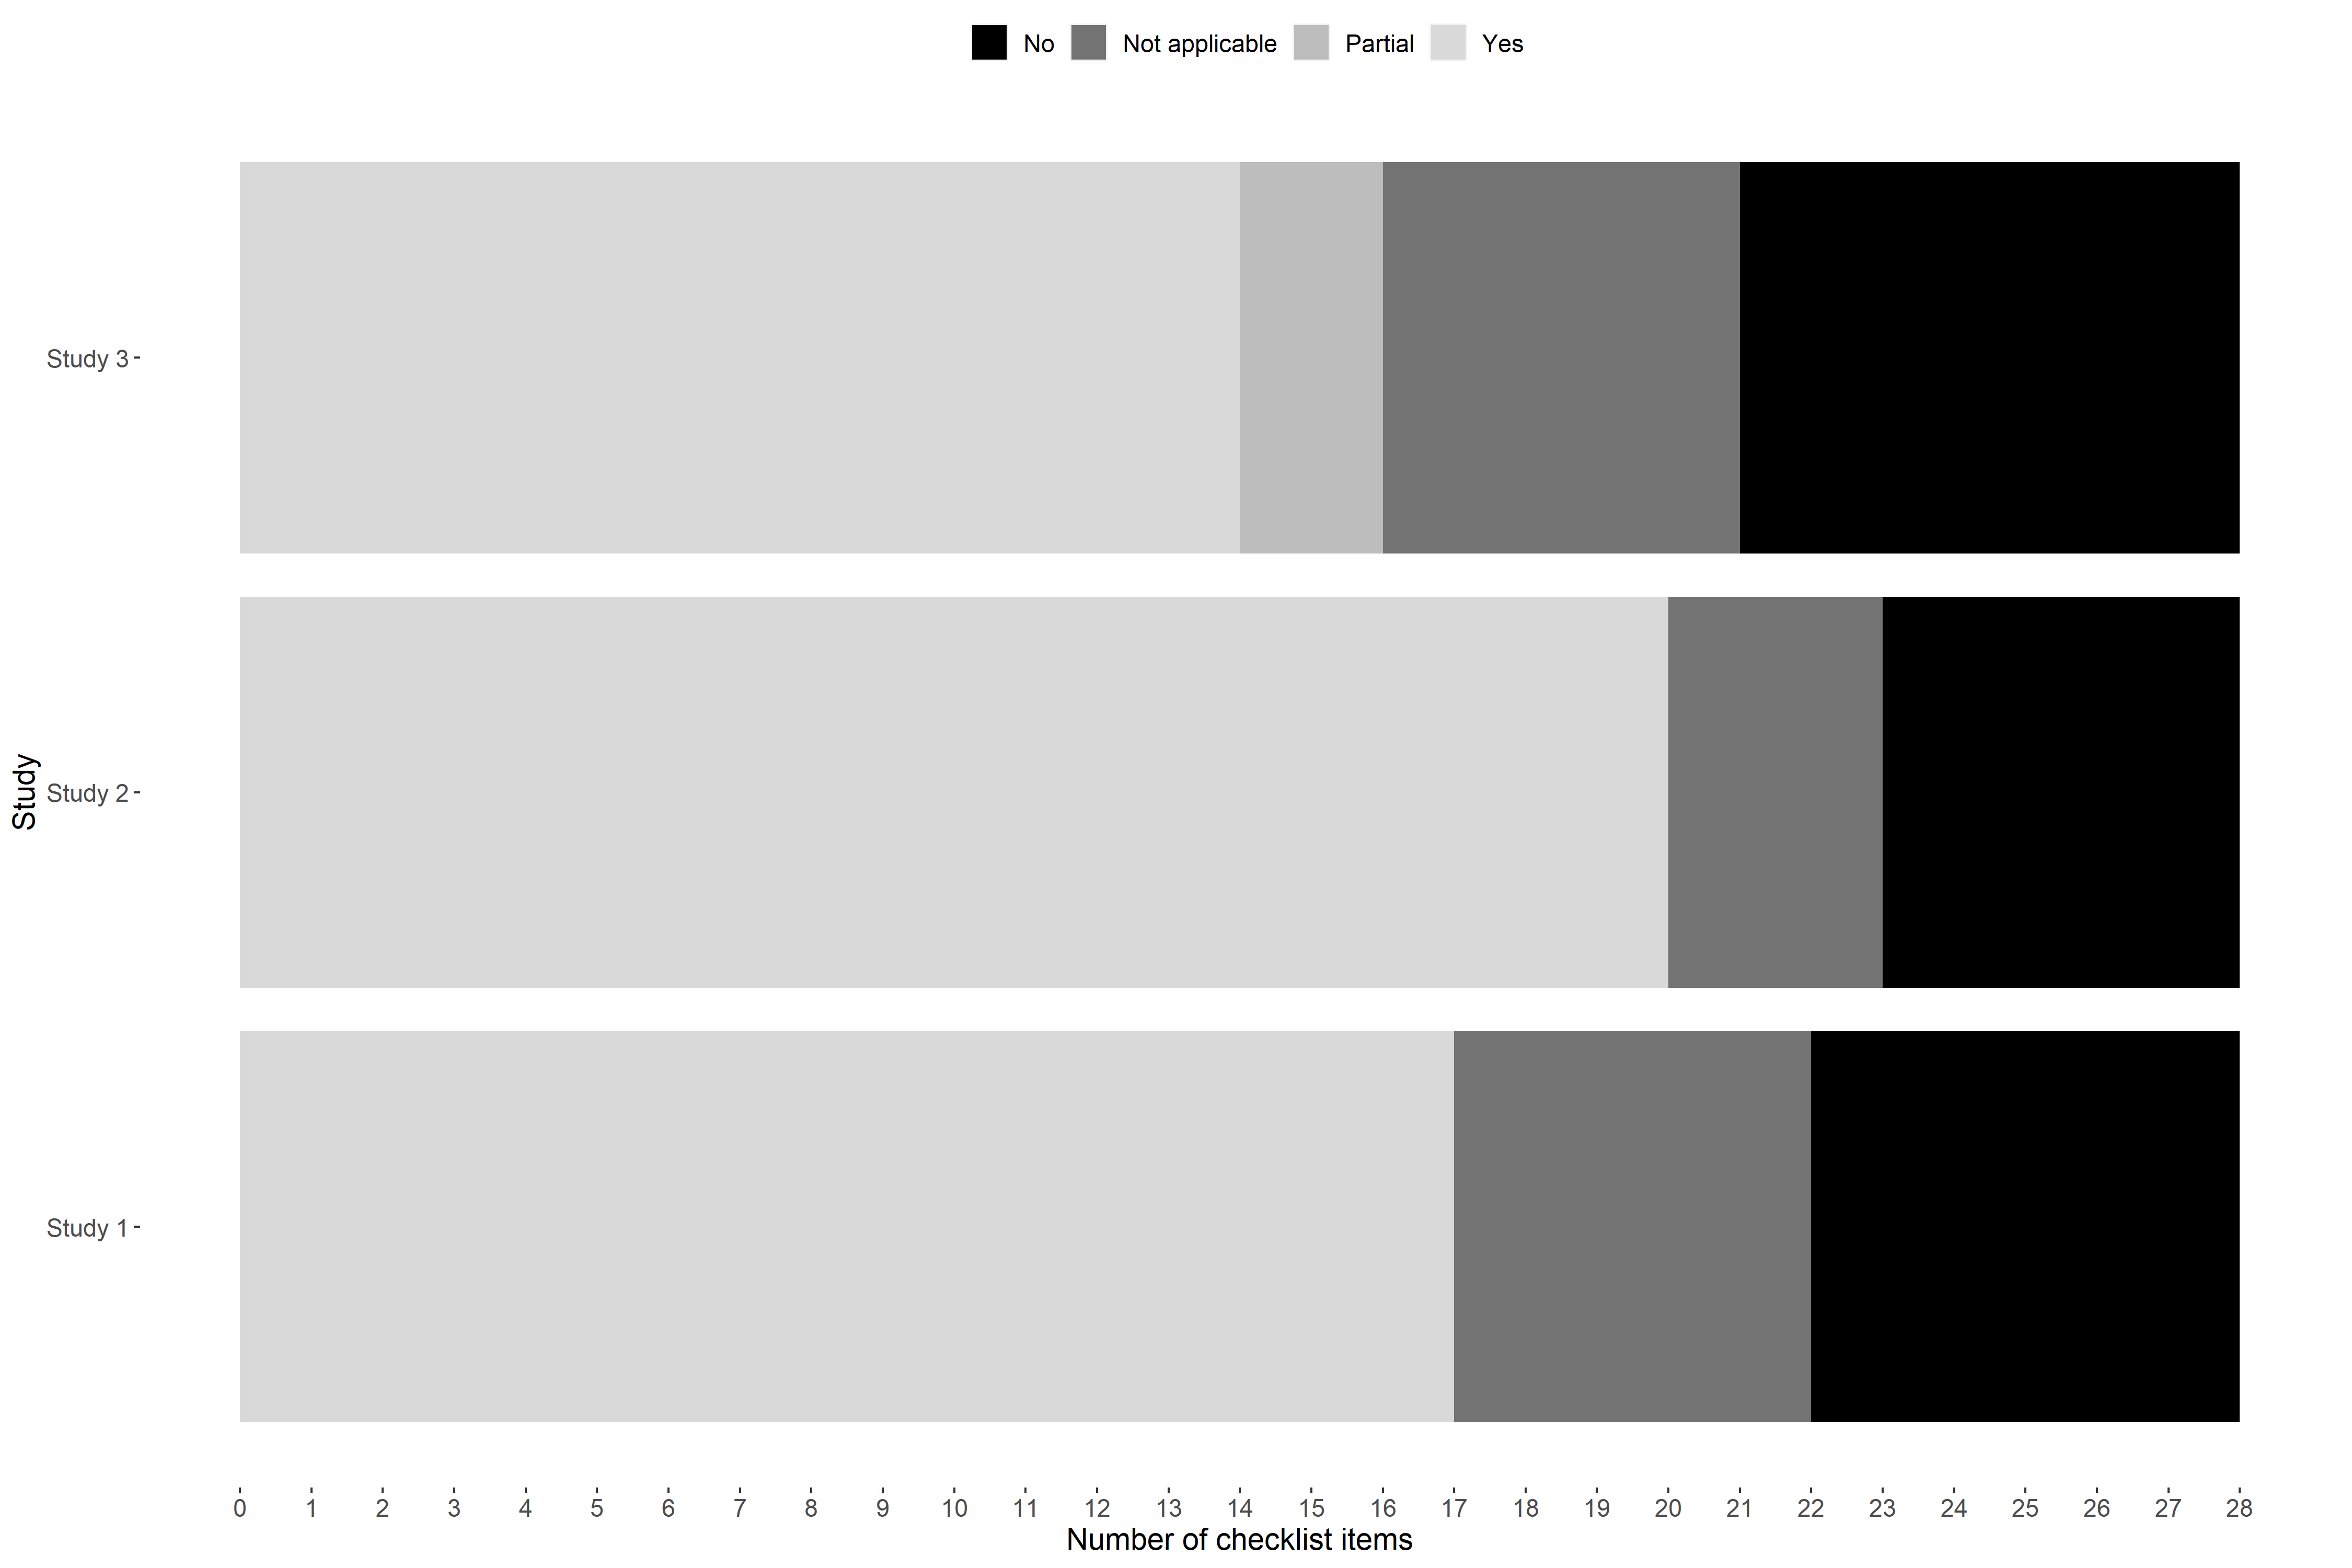 No Not applicable Partial Yes
Study 3
Study 2
Study
Study 1
0 1 2 3 4 5 6 7 8 9 10 11 12 13 14 15 16 17 18 19 20 21 22 23 24 25 26 27 28
Number of checklist items